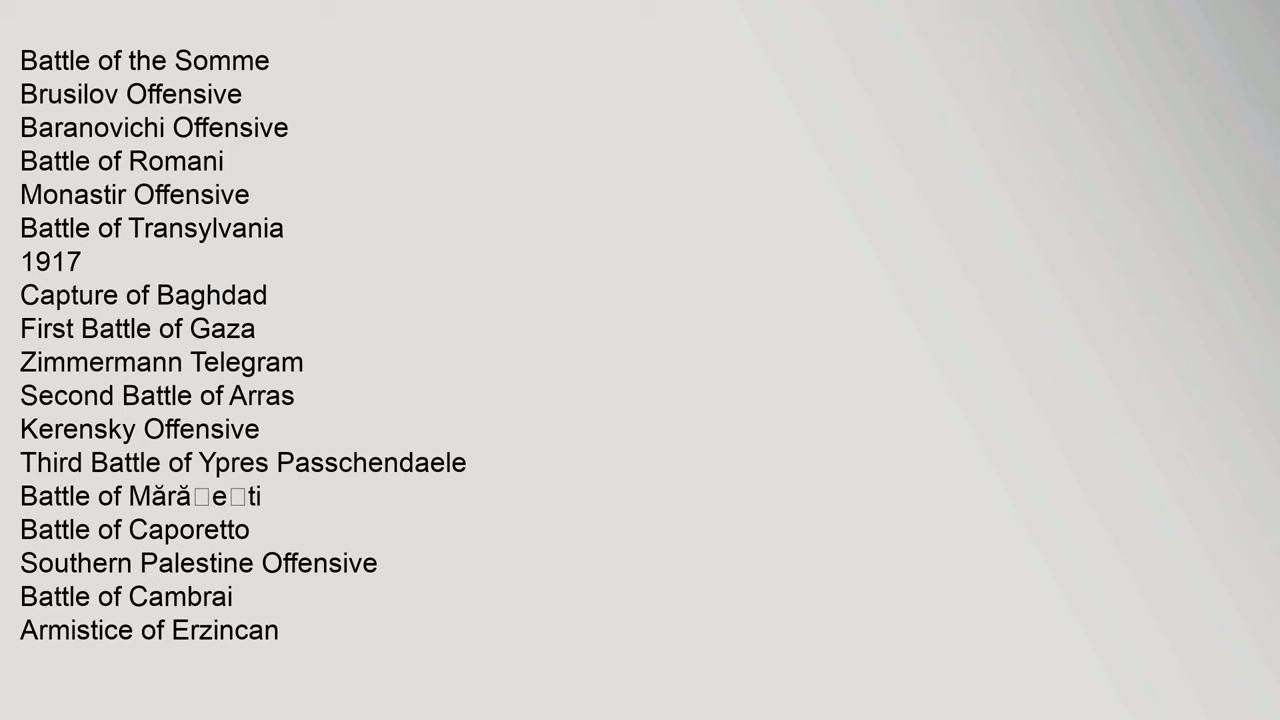 Battle of the Somme
Brusilov Offensive
Baranovichi Offensive
Battle of Romani
Monastir Offensive
Battle of Transylvania
1917
Capture of Baghdad
First Battle of Gaza
Zimmermann Telegram
Second Battle of Arras
Kerensky Offensive
Third Battle of Ypres Passchendaele
Battle of Mără□e□ti
Battle of Caporetto
Southern Palestine Offensive
Battle of Cambrai
Armistice of Erzincan